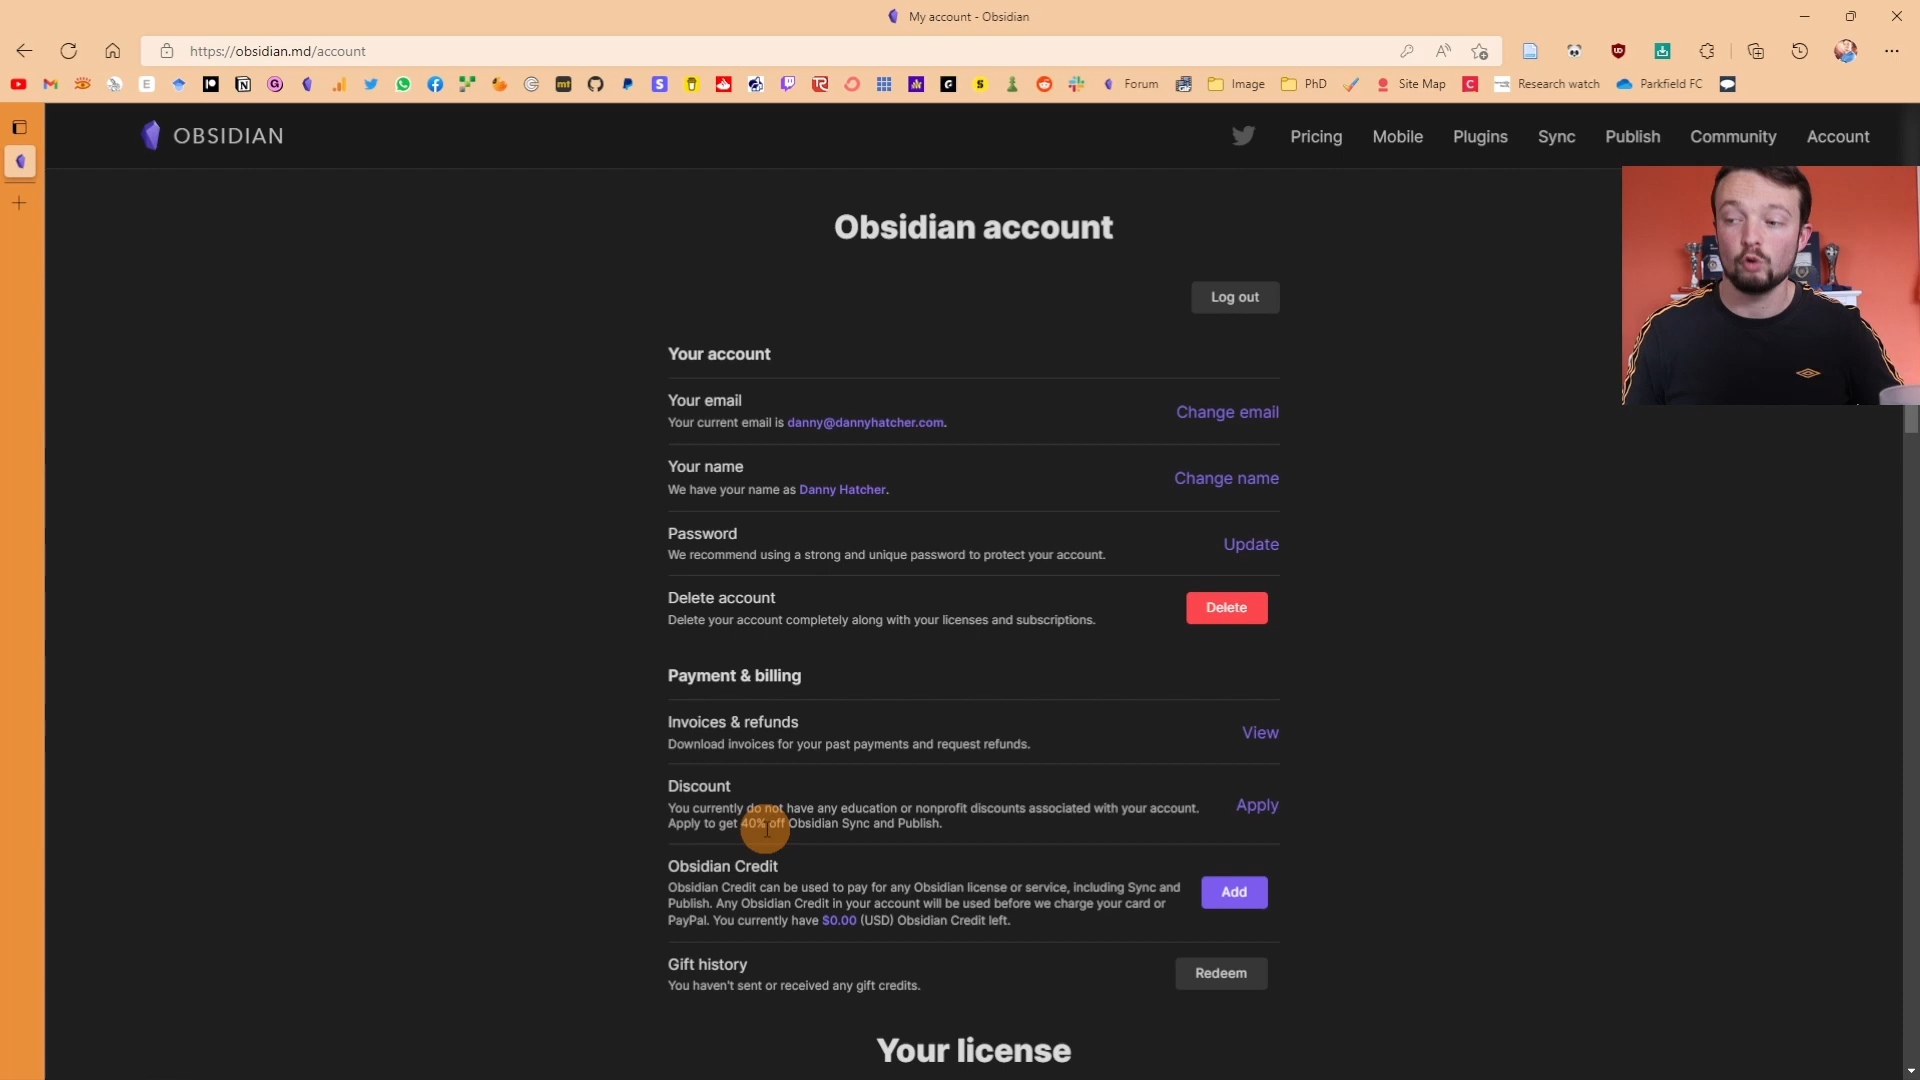 My account - Obsidian
https://obsidian.md/account
Forum
Image
PhD
Site Map
Research watch
Parkfield FC
OBSIDIAN
Pricing
Mobile
Plugins
Sync
Publish
Community
Account
Obsidian account
Log out
Your account
Your email
Your current email is danny@dannyhatcher.com.
Change email
Your name
We have your name as Danny Hatcher.
Change name
Password
We recommend using a strong and unique password to protect your account.
Update
Delete account
Delete your account completely along with your licenses and subscriptions.
Delete
Payment & billing
Invoices & refunds
Download invoices for your past payments and request refunds.
View
Discount
You currently do not have any education or nonprofit discounts associated with your account.
Apply to get 40% off Obsidian Sync and Publish.
Apply
Obsidian Credit
Obsidian Credit can be used to pay for any Obsidian license or service, including Sync and
Publish. Any Obsidian Credit in your account will be used before we charge your card or
PayPal. You currently have $0.00 (USD) Obsidian Credit left.
Add
Gift history
You haven't sent or received any gift credits.
Redeem
Your license